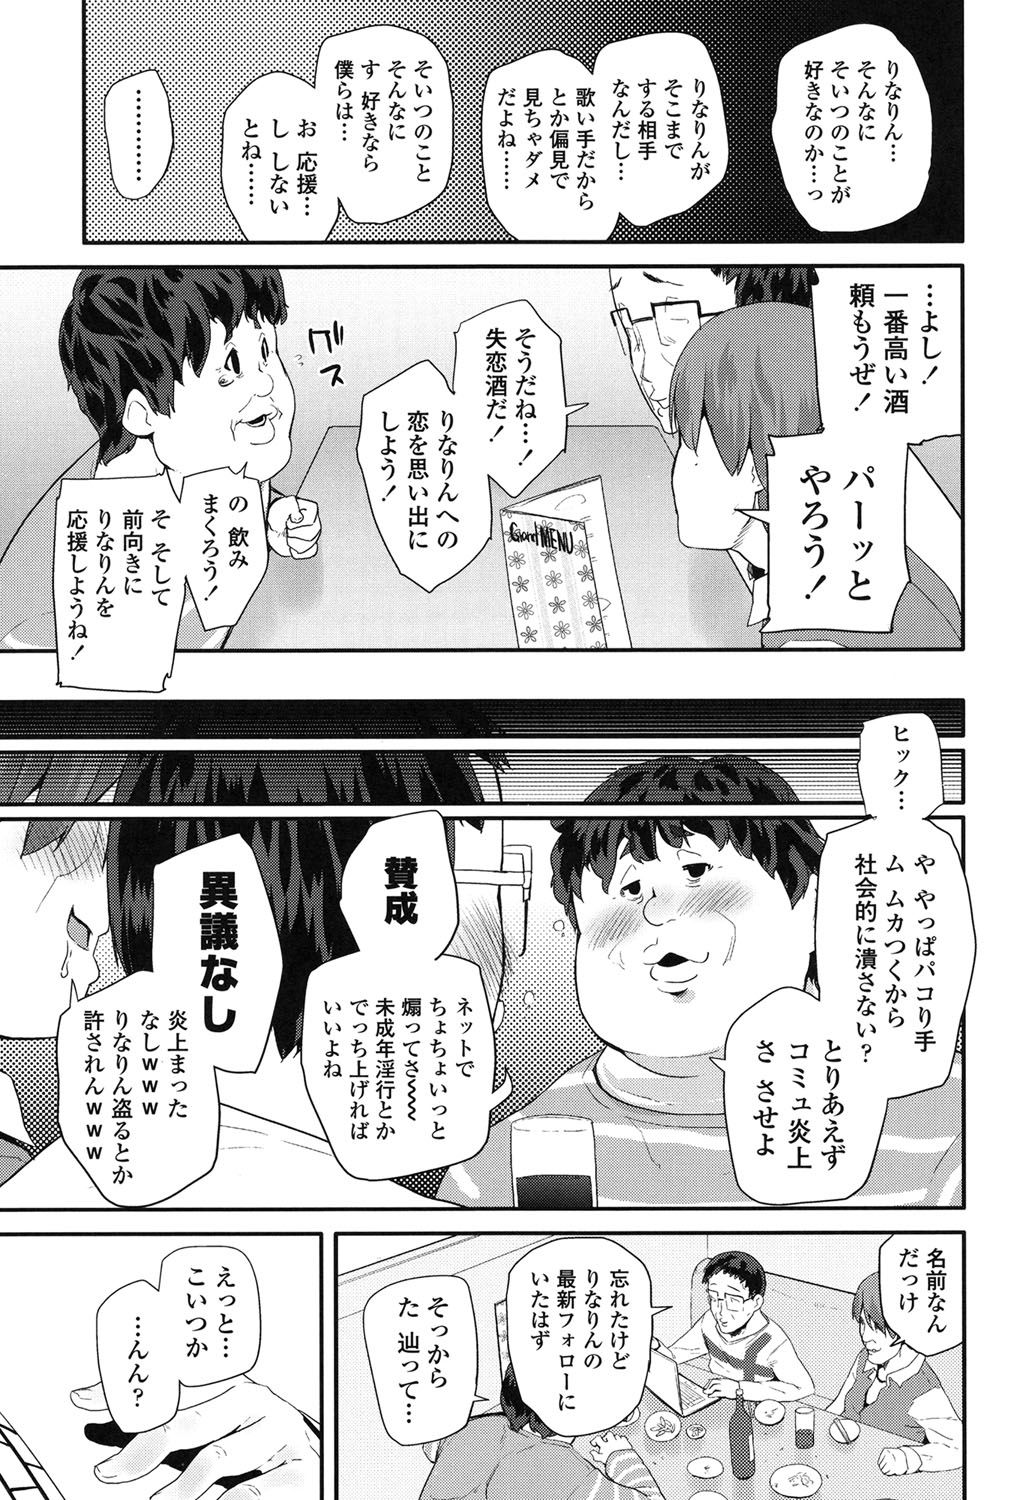 りなりん…
そんなに
そいつのことが
好きなのか…っ
りなりんが
そこまで
する相手
なんだし…
歌い手だから
とか偏見で
見ちゃダメ
だよね……
そいつのこと
そんなに
す 好きなら
僕らは…
お 応援…
し しない
とね……
…………
…よし！
一番高い酒
頼もうぜ！
パーッと
やろう！
そうだね…！
失恋酒だ！
りなりんへの
恋を思い出に
しよう！
グス
Grand MENU
の 飲み
まくろう！
そ そして
前向きに
りなりんを
応援しようね！
ヒック…
や やっぱパコり手
ム ムカつくから
社会的に潰さない？
とりあえず
コミュ炎上
さ させよ
賛成
ネットで
ちょちょいっと
煽ってさ〜〜
未成年淫行とか
でっち上げれば
いいよね
異議なし
炎上まった
なしｗｗｗ
りなりん盗るとか
許されんｗｗｗ
名前なん
だっけ
忘れたけど
りなりんの
最新フォローに
いたはず
そっから
た 辿って…
えっと…
こいつか
…んん？